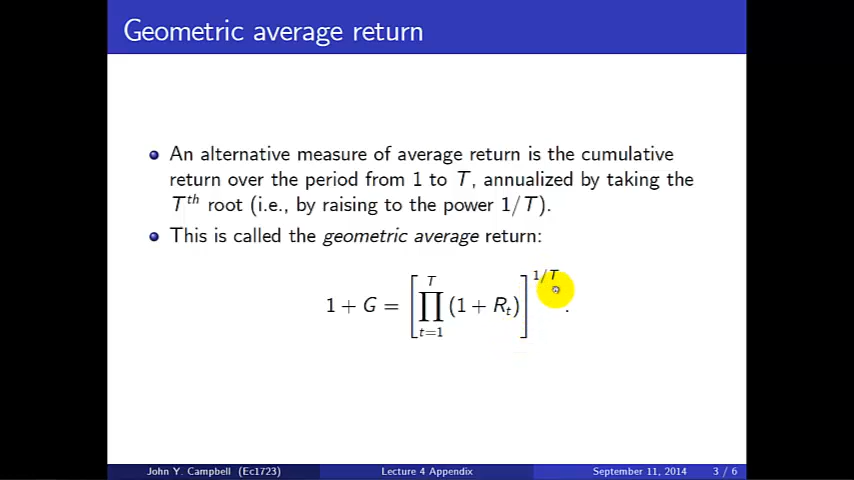 Geometric average return
An alternative measure of average return is the cumulative
return over the period from 1 to T, annualized by taking the
Tᵗʰ root (i.e., by raising to the power 1/T).
This is called the geometric average return:
1 + G = [∏_{t=1}^{T} (1 + R_t)]^{1/T}.
John Y. Campbell (Ec1723) Lecture 4 Appendix September 11, 2014 3 / 6